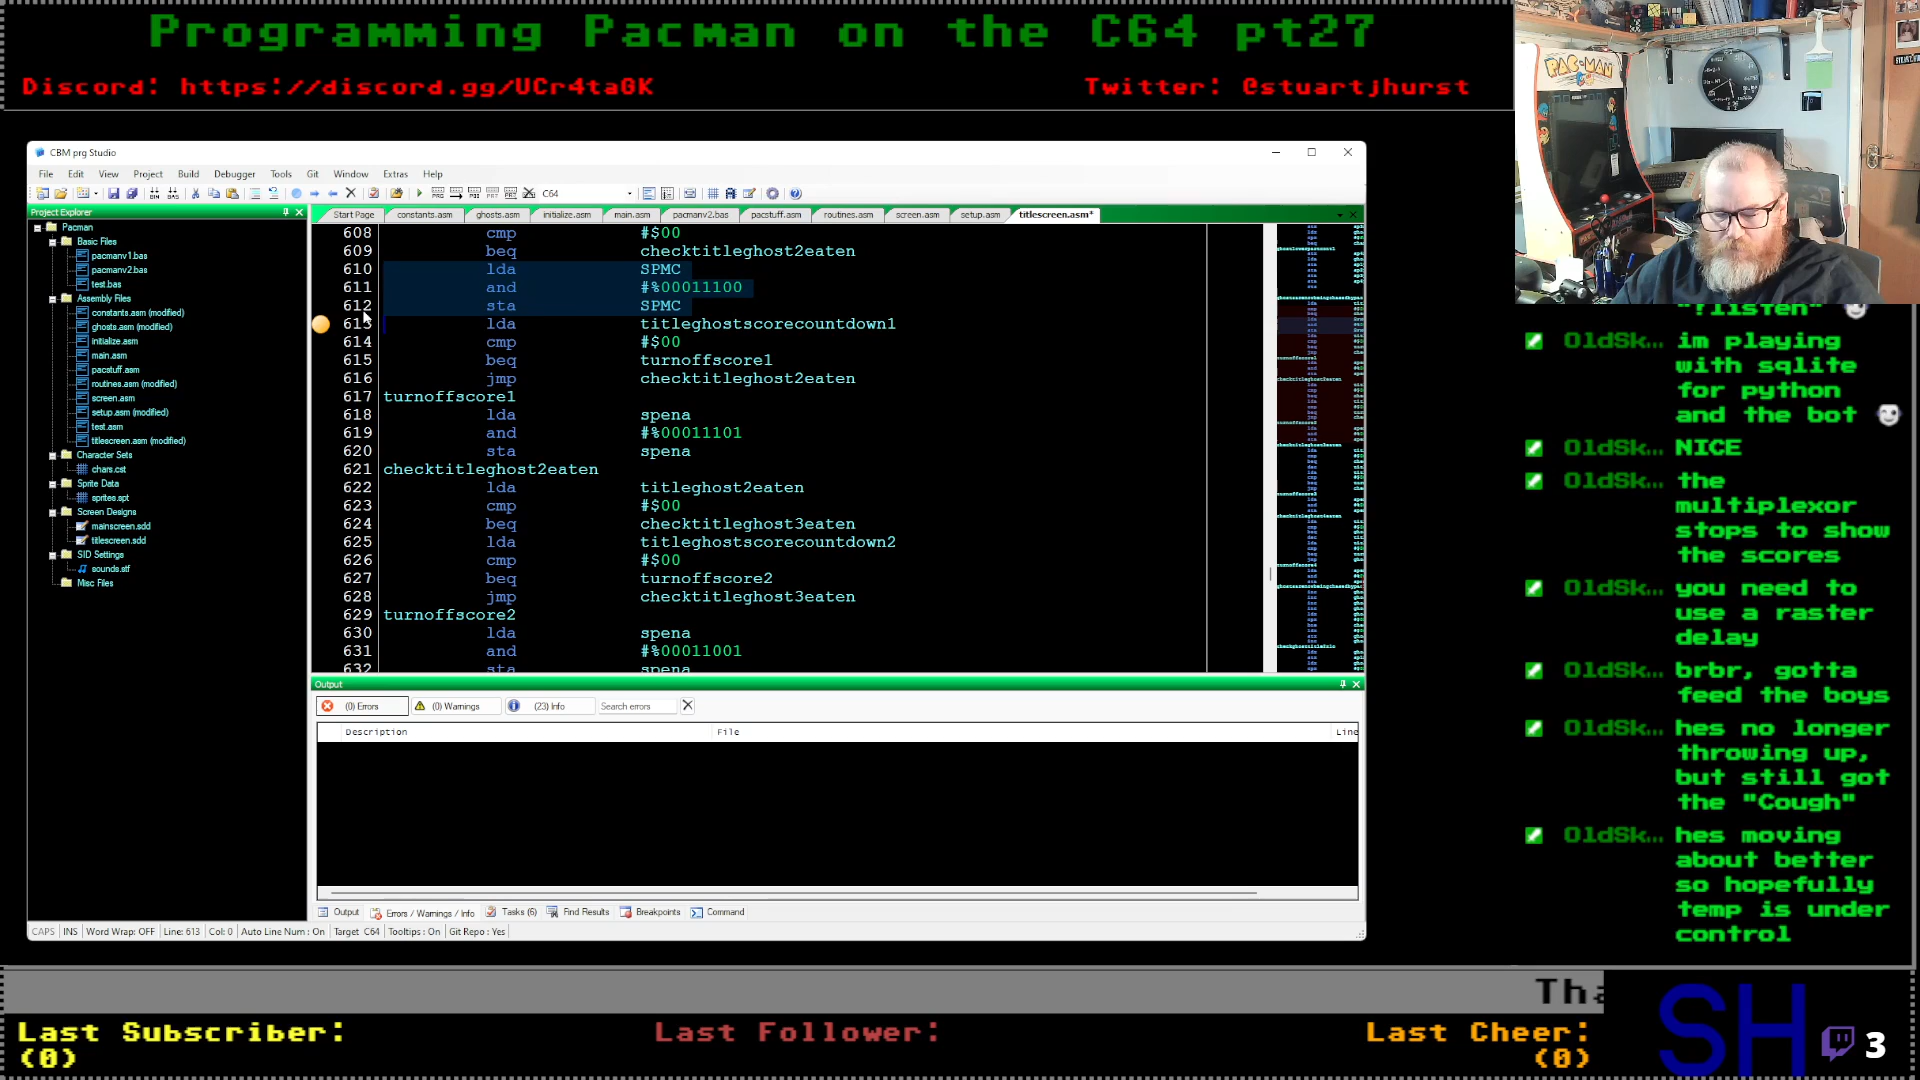 Programming Pacman on the C64 pt27
Discord: https://discord.gg/UCr4taGK
Twitter: @stuartjhurst
PAC-MAN
CBM prg Studio
File Edit View Project Build Debugger Tools Git Window Extras Help
C64
Project Explorer
Start Page constants.asm ghosts.asm initialize.asm main.asm pacmanv2.bas pacstuff.asm routines.asm screen.asm setup.asm titlescreen.asm*
Pacman
Basic Files
pacmanv1.bas
pacmanv2.bas
test.bas
Assembly Files
constants.asm (modified)
ghosts.asm (modified)
initialize.asm
main.asm
pacstuff.asm
routines.asm (modified)
screen.asm
setup.asm (modified)
test.asm
titlescreen.asm (modified)
Character Sets
chars.cst
Sprite Data
sprites.spt
Screen Designs
mainscreen.sdd
titlescreen.sdd
SID Settings
sounds.stf
Misc Files
608 cmp #$00
609 beq checktitleghost2eaten
610 lda SPMC
611 and #%00011100
612 sta SPMC
613 lda titleghostscorecountdown1
614 cmp #$00
615 beq turnoffscore1
616 jmp checktitleghost2eaten
617 turnoffscore1
618 lda spena
619 and #%00011101
620 sta spena
621 checktitleghost2eaten
622 lda titleghost2eaten
623 cmp #$00
624 beq checktitleghost3eaten
625 lda titleghostscorecountdown2
626 cmp #$00
627 beq turnoffscore2
628 jmp checktitleghost3eaten
629 turnoffscore2
630 lda spena
631 and #%00011001
632 sta spena
Output
(0) Errors (0) Warnings (23) Info Search errors
Description File Line
Output Errors / Warnings / Info Tasks (6) Find Results Breakpoints Command
CAPS INS Word Wrap: OFF Line: 613 Col: 0 Auto Line Num : On Target C64 Tooltips : On Git Repo : Yes
"!listen"
OldSk... im playing
with sqlite
for python
and the bot
OldSk... NICE
OldSk... the
multiplexor
stops to show
the scores
OldSk... you need to
use a raster
delay
OldSk... brbr, gotta
feed the boys
OldSk... hes no longer
throwing up,
but still got
the "Cough"
OldSk... hes moving
about better
so hopefully
temp is under
control
Tha
Last Subscriber:
(0)
Last Follower:
Last Cheer:
(0)
SH
3